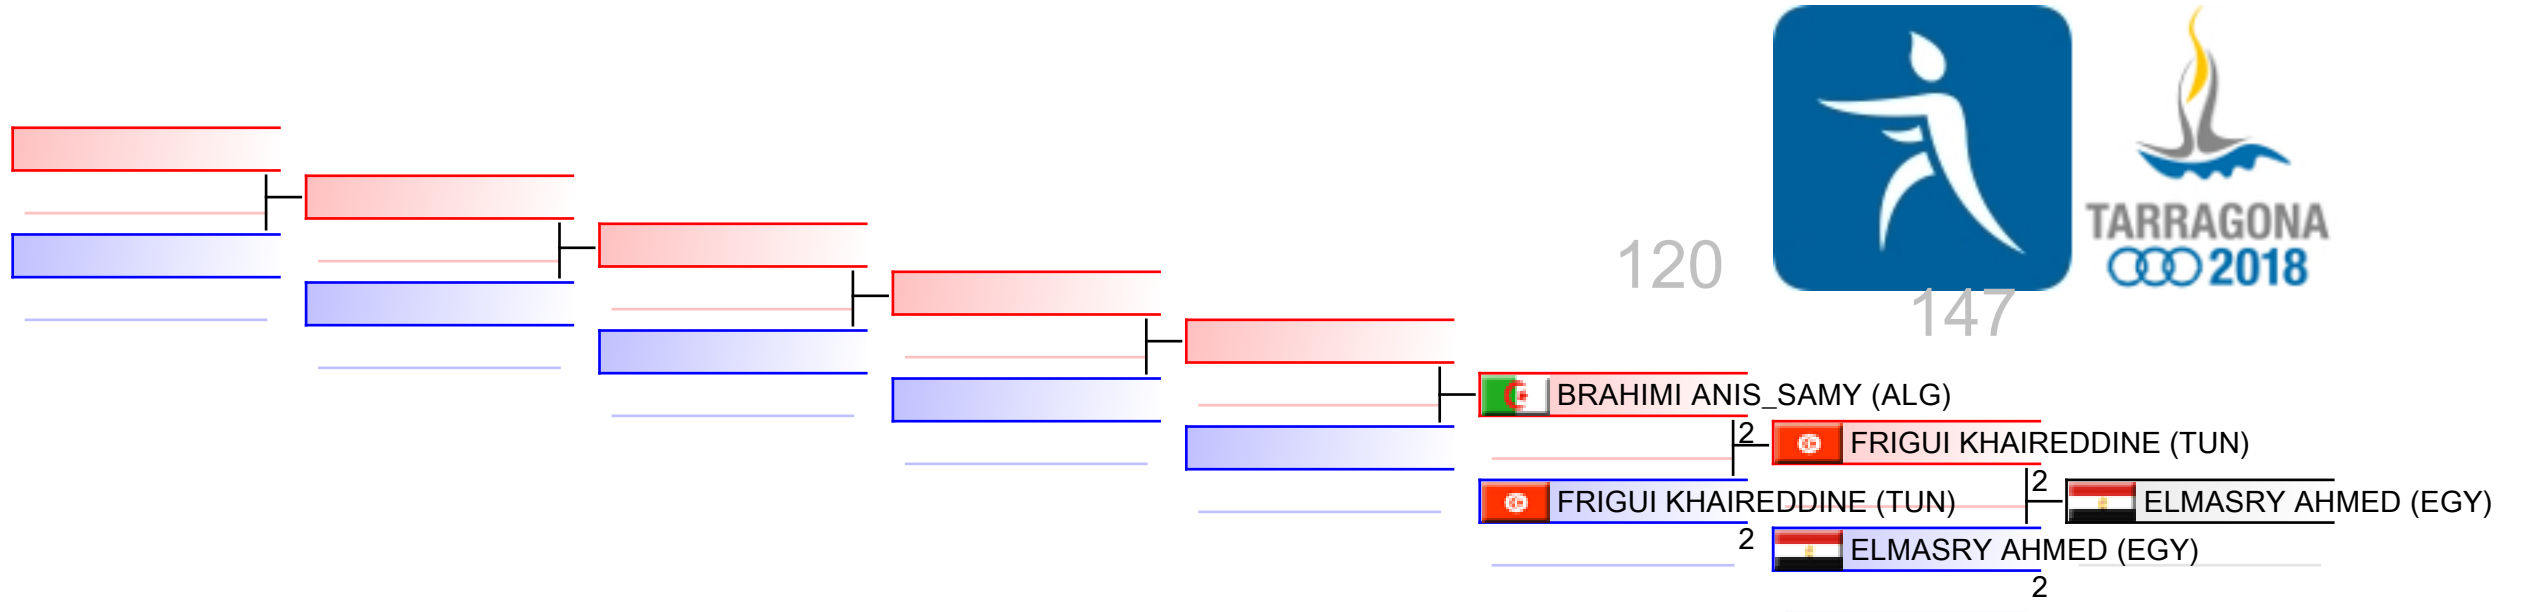 TARRAGONA
2018
120
147
BRAHIMI ANIS_SAMY (ALG)
2
FRIGUI KHAIREDDINE (TUN)
2
FRIGUI KHAIREDDINE (TUN)
ELMASRY AHMED (EGY)
2
ELMASRY AHMED (EGY)
2